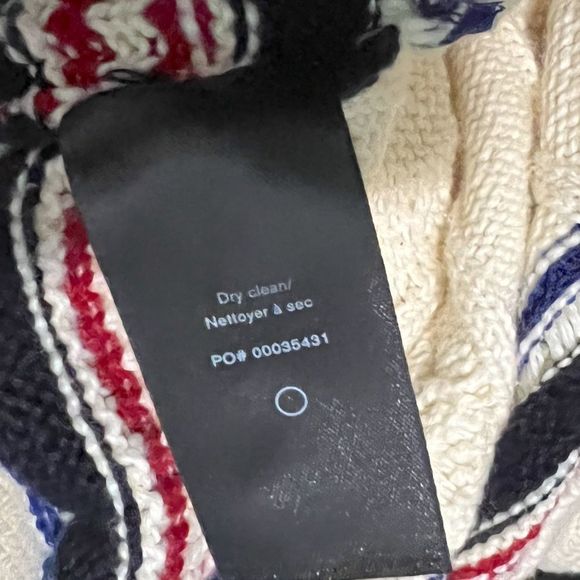 Dry clean/
Nettoyer à sec
PO# 00035431